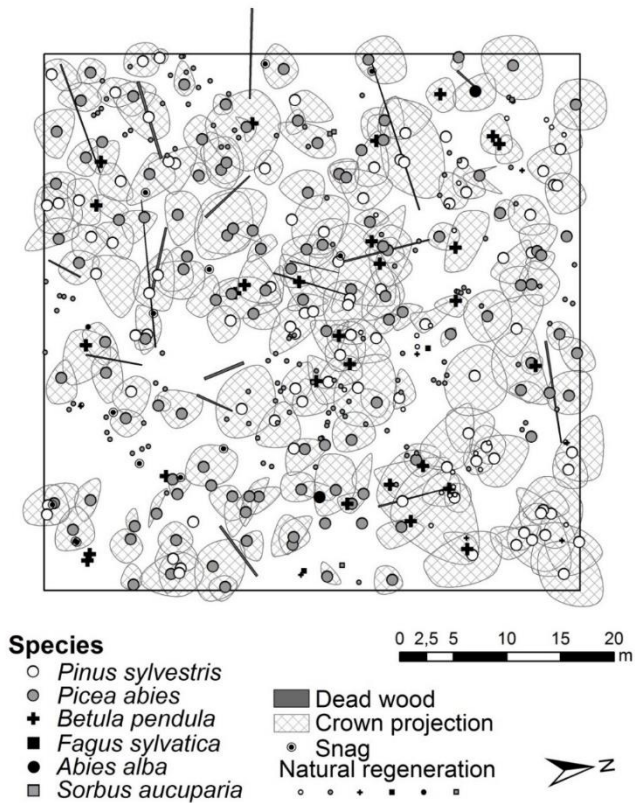 Species
Pinus sylvestris
Picea abies
Betula pendula
Fagus sylvatica
Abies alba
Sorbus aucuparia
0 2,5 5 10 15 20
m
Dead wood
Crown projection
Snag
Natural regeneration
N